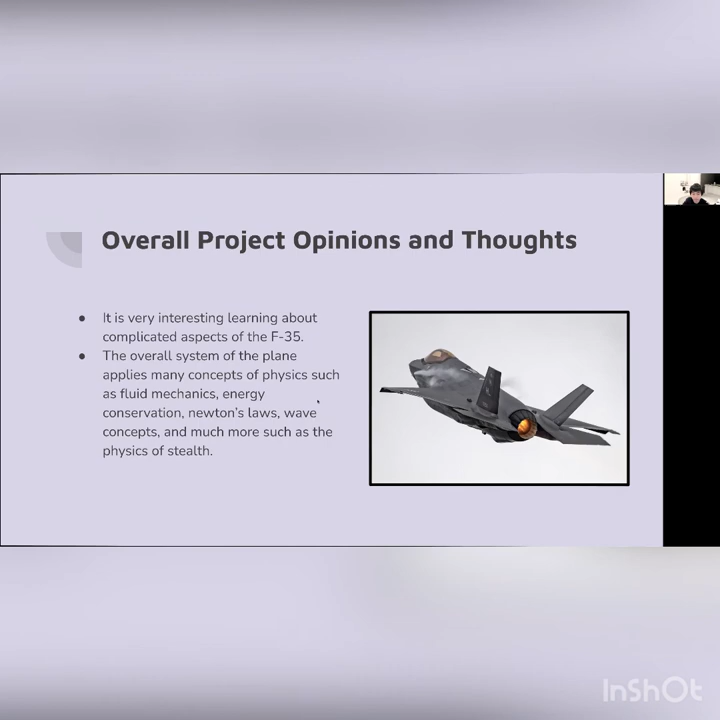 Overall Project Opinions and Thoughts
● It is very interesting learning about
complicated aspects of the F-35.
● The overall system of the plane
applies many concepts of physics such
as fluid mechanics, energy
conservation, newton's laws, wave
concepts, and much more such as the
physics of stealth.
InShOt